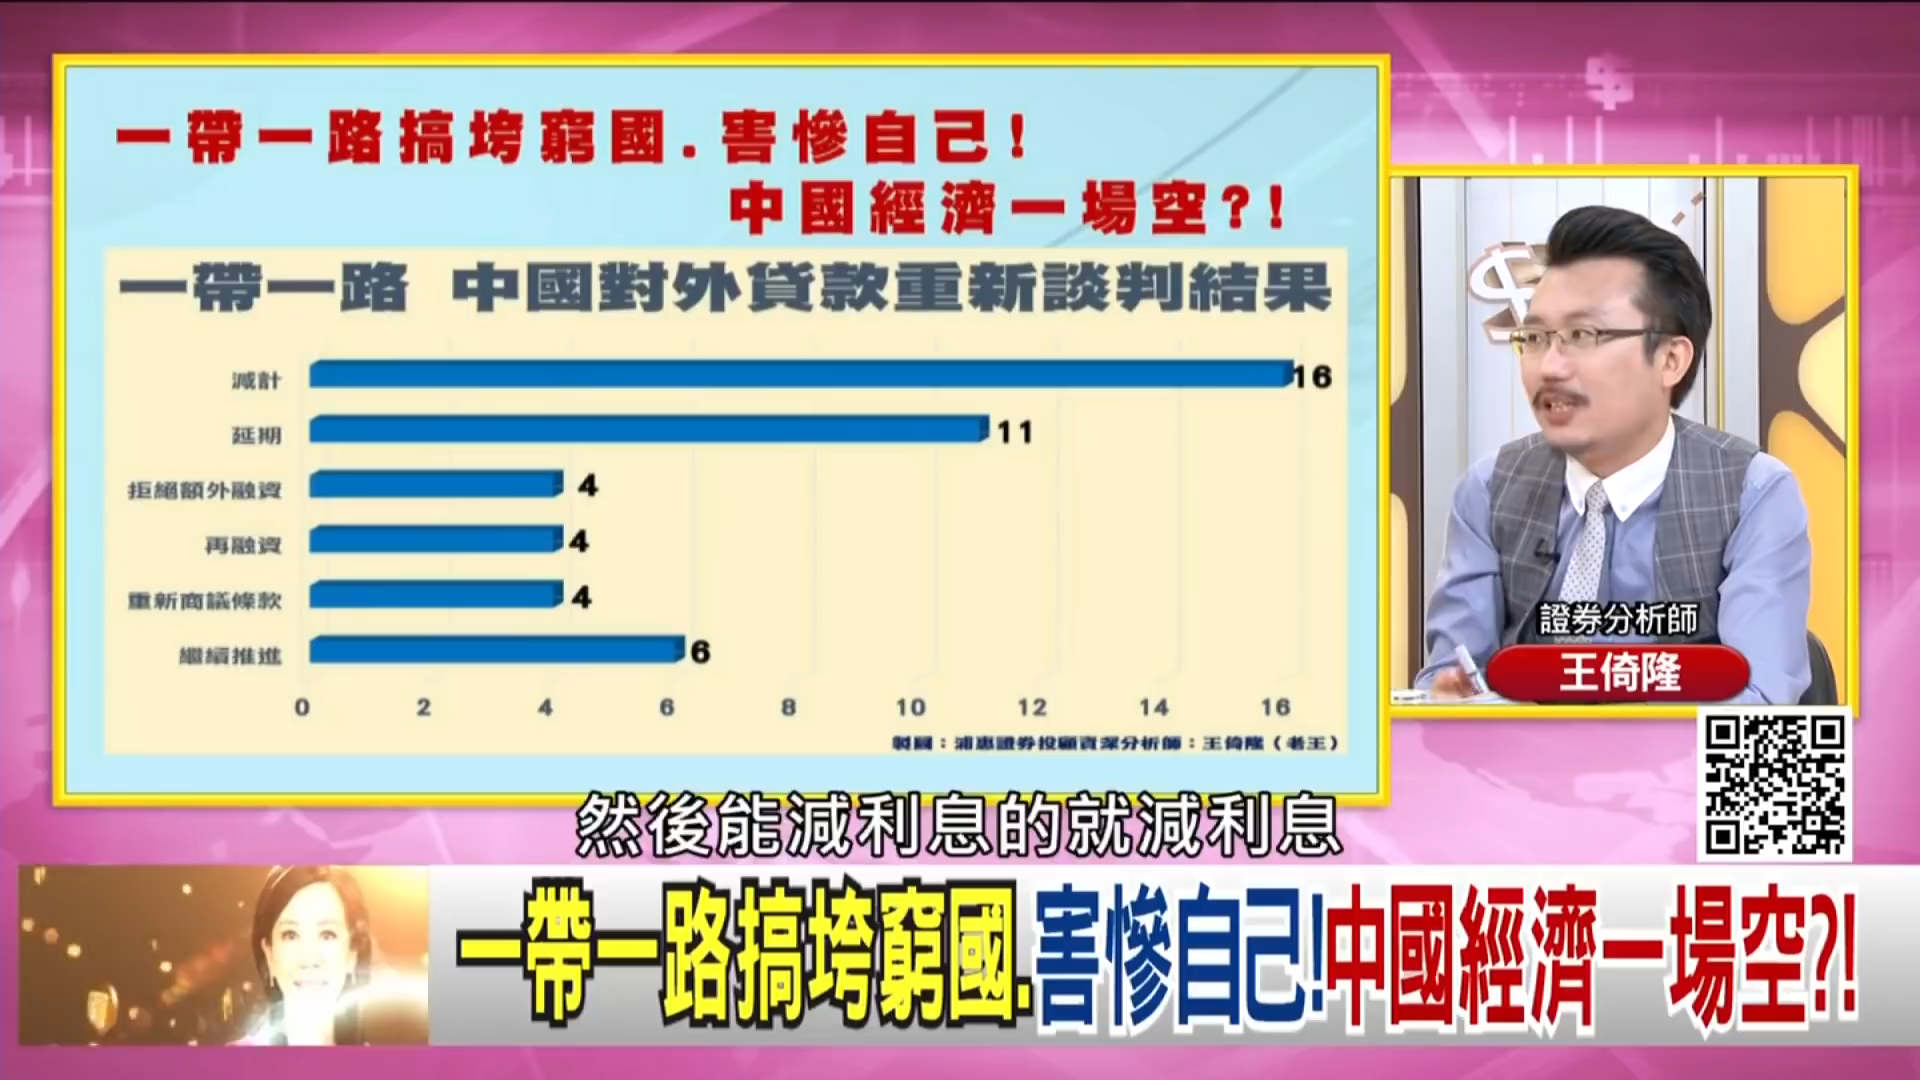 一帶一路搞垮窮國.害慘自己!
中國經濟一場空?!
一帶一路 中國對外貸款重新談判結果
減計 16
延期 11
拒絕額外融資 4
再融資 4
重新商議條款 4
繼續推進 6
0 2 4 6 8 10 12 14 16
製圖：浦惠證券投顧資深分析師：王倚隆（老王）
證券分析師
王倚隆
然後能減利息的就減利息
一帶一路搞垮窮國.害慘自己!中國經濟一場空?!